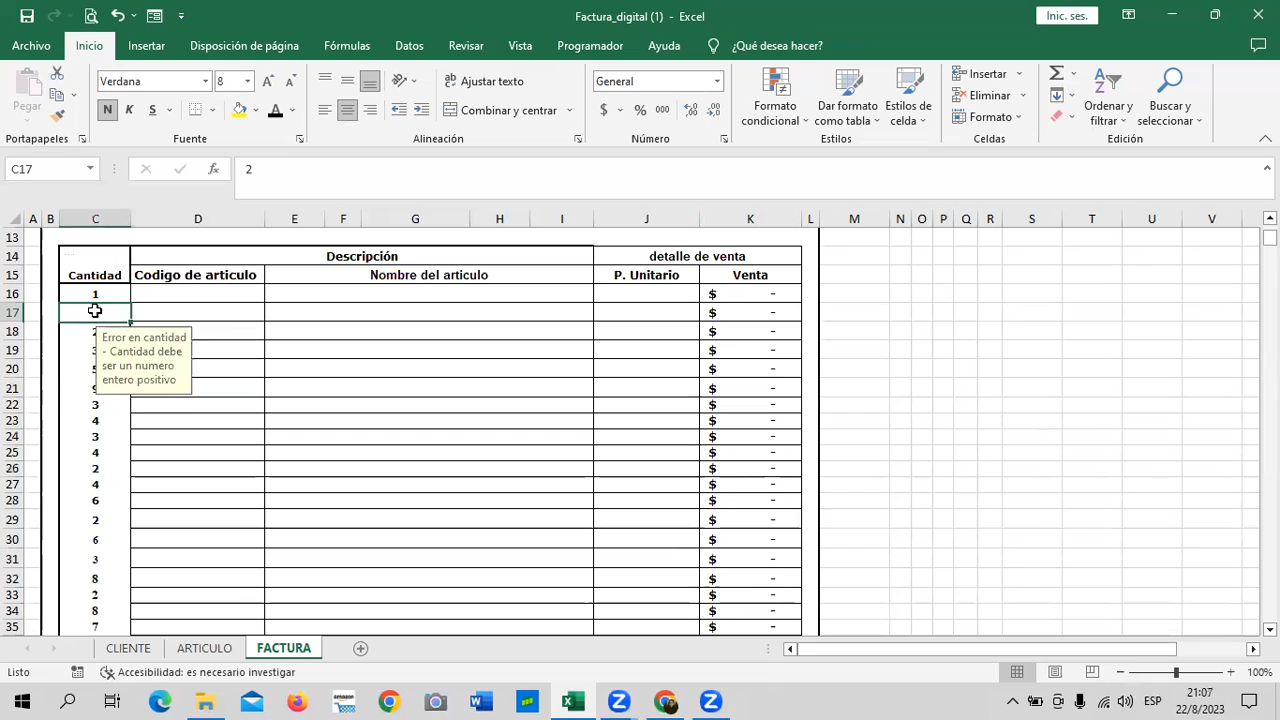 Factura_digital (1) - Excel
Inic. ses.
Archivo Inicio Insertar Disposición de página Fórmulas Datos Revisar Vista Programador Ayuda ¿Qué desea hacer?
Pegar
Verdana 8
N K S
Ajustar texto
Combinar y centrar
General
$ % 000
Formato condicional
Dar formato como tabla
Estilos de celda
Insertar
Eliminar
Formato
Ordenar y filtrar
Buscar y seleccionar
Portapapeles Fuente Alineación Número Estilos Celdas Edición
C17 fx 2
A B C D E F G H I J K L M N O P Q R S T U V
13
14 Descripción detalle de venta
15 Cantidad Codigo de articulo Nombre del articulo P. Unitario Venta
16 1 $ -
17 $ -
18 $ -
19 $ -
20 $ -
21 $ -
Error en cantidad
- Cantidad debe
ser un numero
entero positivo
22 3 $ -
23 4 $ -
24 3 $ -
25 4 $ -
26 2 $ -
27 4 $ -
28 6 $ -
29 2 $ -
30 6 $ -
31 3 $ -
32 8 $ -
33 2 $ -
34 8 $ -
35 7 $ -
CLIENTE ARTICULO FACTURA
Listo Accesibilidad: es necesario investigar 100%
ESP 21:07
22/8/2023